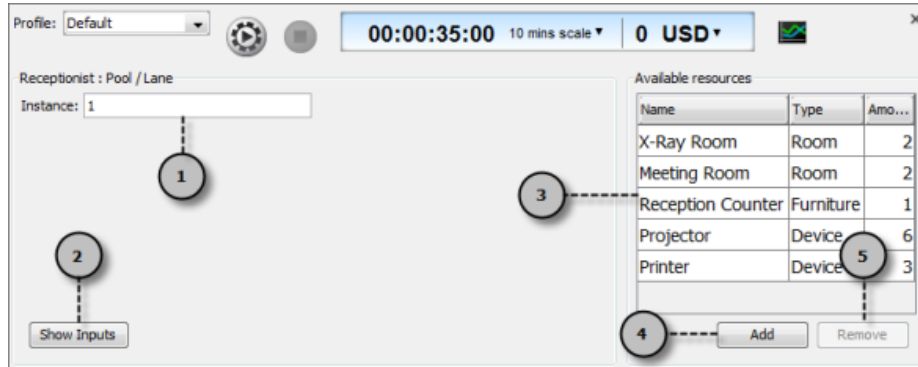 Profile: Default
00:00:35:00 10 mins scale 0 USD
Receptionist : Pool / Lane
Instance: 1
Available resources
Name Type Amo...
X-Ray Room Room 2
Meeting Room Room 2
Reception Counter Furniture 1
Projector Device 6
Printer Device 3
1
2
3
4
5
Show Inputs
Add Remove